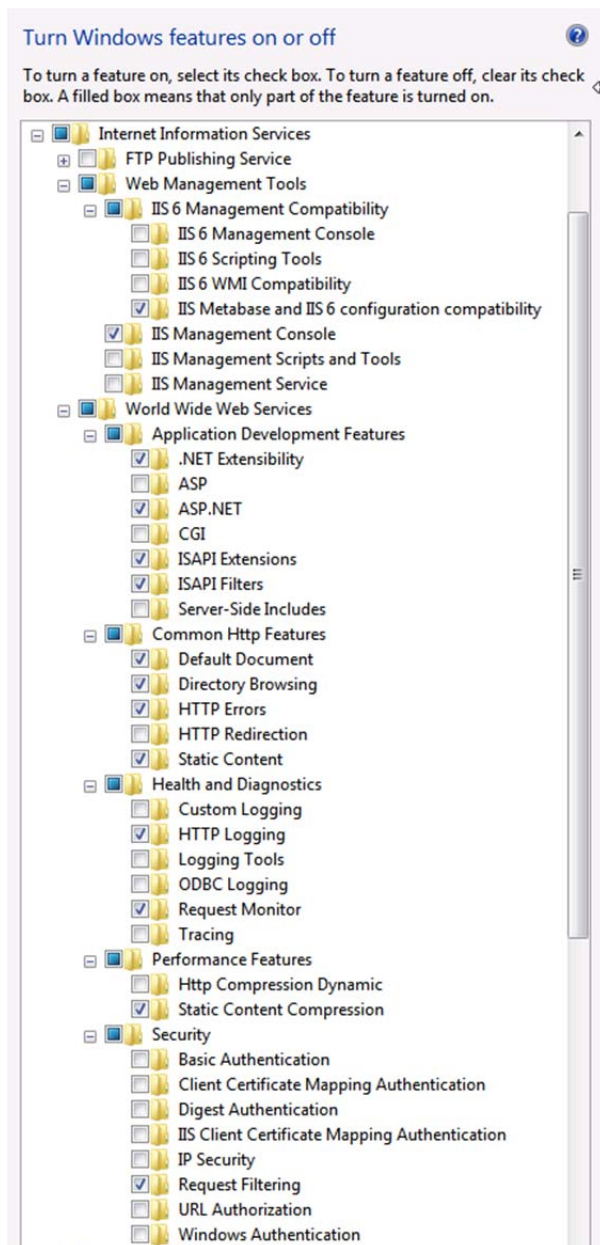 Turn Windows features on or off
To turn a feature on, select its check box. To turn a feature off, clear its check
box. A filled box means that only part of the feature is turned on.
Internet Information Services
FTP Publishing Service
Web Management Tools
IIS 6 Management Compatibility
IIS 6 Management Console
IIS 6 Scripting Tools
IIS 6 WMI Compatibility
IIS Metabase and IIS 6 configuration compatibility
IIS Management Console
IIS Management Scripts and Tools
IIS Management Service
World Wide Web Services
Application Development Features
.NET Extensibility
ASP
ASP.NET
CGI
ISAPI Extensions
ISAPI Filters
Server-Side Includes
Common Http Features
Default Document
Directory Browsing
HTTP Errors
HTTP Redirection
Static Content
Health and Diagnostics
Custom Logging
HTTP Logging
Logging Tools
ODBC Logging
Request Monitor
Tracing
Performance Features
Http Compression Dynamic
Static Content Compression
Security
Basic Authentication
Client Certificate Mapping Authentication
Digest Authentication
IIS Client Certificate Mapping Authentication
IP Security
Request Filtering
URL Authorization
Windows Authentication